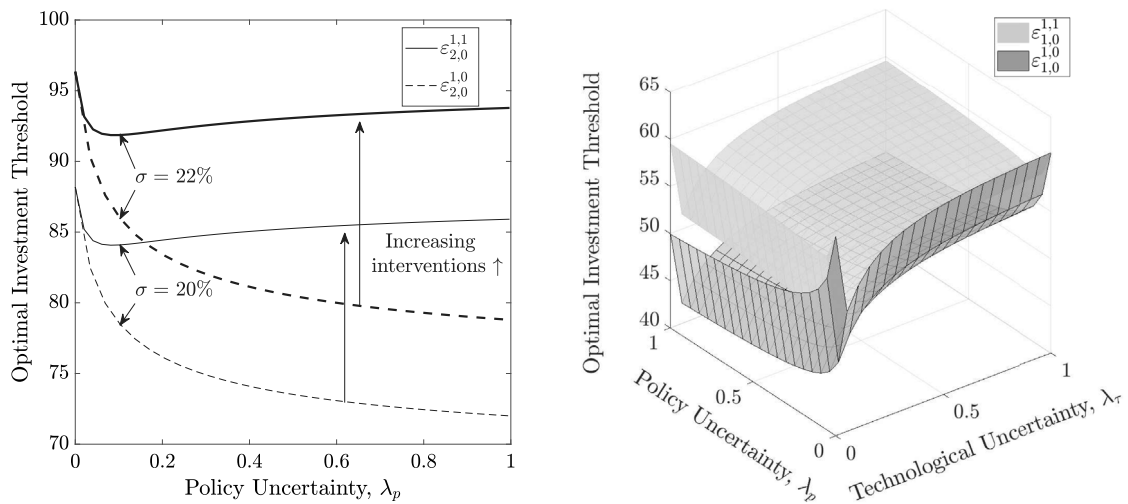 Optimal Investment Threshold
100
95
90
85
80
75
70
0
0.2
0.4
0.6
0.8
1
Policy Uncertainty, λ_p
ε^{1,1}_{2,0}
ε^{1,0}_{2,0}
σ = 22%
σ = 20%
Increasing
interventions ↑
Optimal Investment Threshold
65
60
55
50
45
40
1
0.5
0
Policy Uncertainty, λ_p
0
0.5
1
Technological Uncertainty, λ_τ
ε^{1,1}_{1,0}
ε^{1,0}_{1,0}